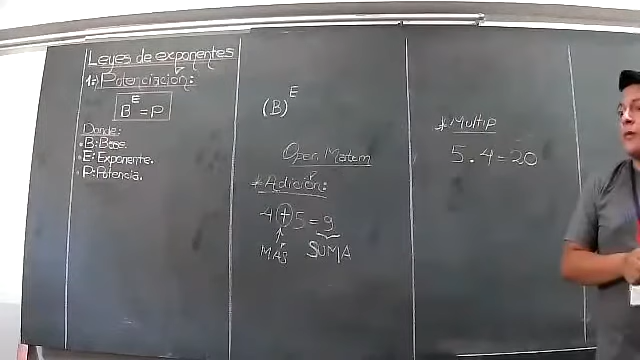 Leyes de exponentes
1:) Potenciación:
B^E = P
Donde:
• B: Base.
• E: Exponente.
• P: Potencia.
(B)^E
Oper. Matem
* Adición:
4 + 5 = 9
MÁS SUMA
* Multip
5 . 4 = 20